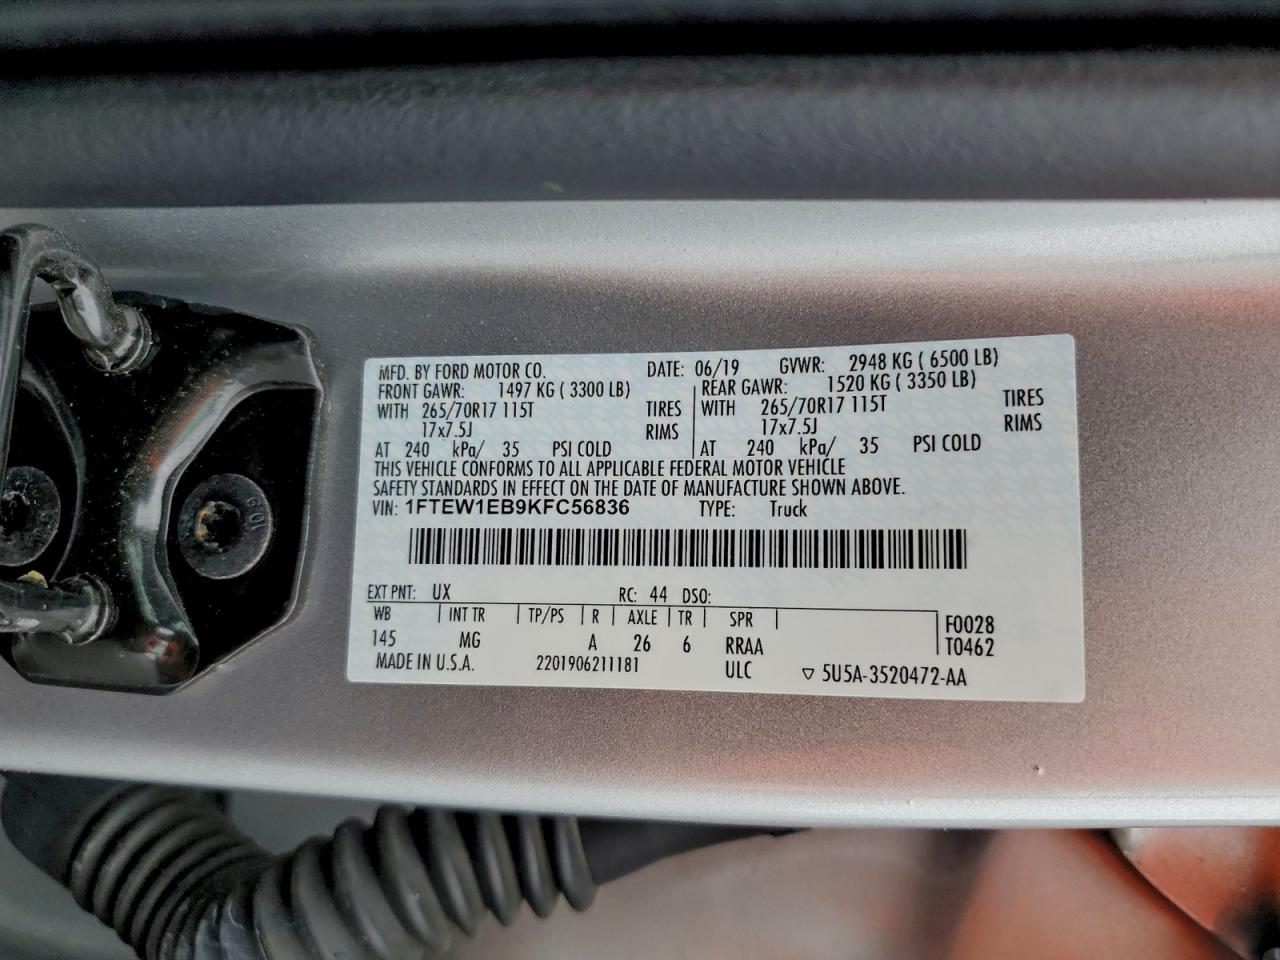 MFD. BY FORD MOTOR CO. DATE: 06/19 GVWR: 2948 KG ( 6500 LB)
FRONT GAWR: 1497 KG ( 3300 LB) REAR GAWR: 1520 KG ( 3350 LB)
WITH 265/70R17 115T TIRES WITH 265/70R17 115T TIRES
17x7.5J RIMS 17x7.5J RIMS
AT 240 kPa/ 35 PSI COLD AT 240 kPa/ 35 PSI COLD
THIS VEHICLE CONFORMS TO ALL APPLICABLE FEDERAL MOTOR VEHICLE
SAFETY STANDARDS IN EFFECT ON THE DATE OF MANUFACTURE SHOWN ABOVE.
VIN: 1FTEW1EB9KFC56836 TYPE: Truck
EXT PNT: UX RC: 44 DSO:
WB INT TR TP/PS R AXLE TR SPR F0028
145 MG A 26 6 RRAA T0462
MADE IN U.S.A. 2201906211181 ULC ▽ 5U5A-3520472-AA
10.9